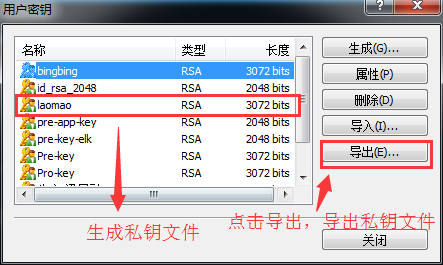 用户密钥
名称 类型 长度
bingbing RSA 3072 bits
id_rsa_2048 RSA 2048 bits
laomao RSA 3072 bits
pre-app-key RSA 2048 bits
pre-key-elk RSA 2048 bits
Pre-key RSA 3072 bits
Pro-key RSA 3072 bits
生成(G)...
属性(P)
删除(D)
导入(I)...
导出(E)...
生成私钥文件
点击导出，导出私钥文件
关闭